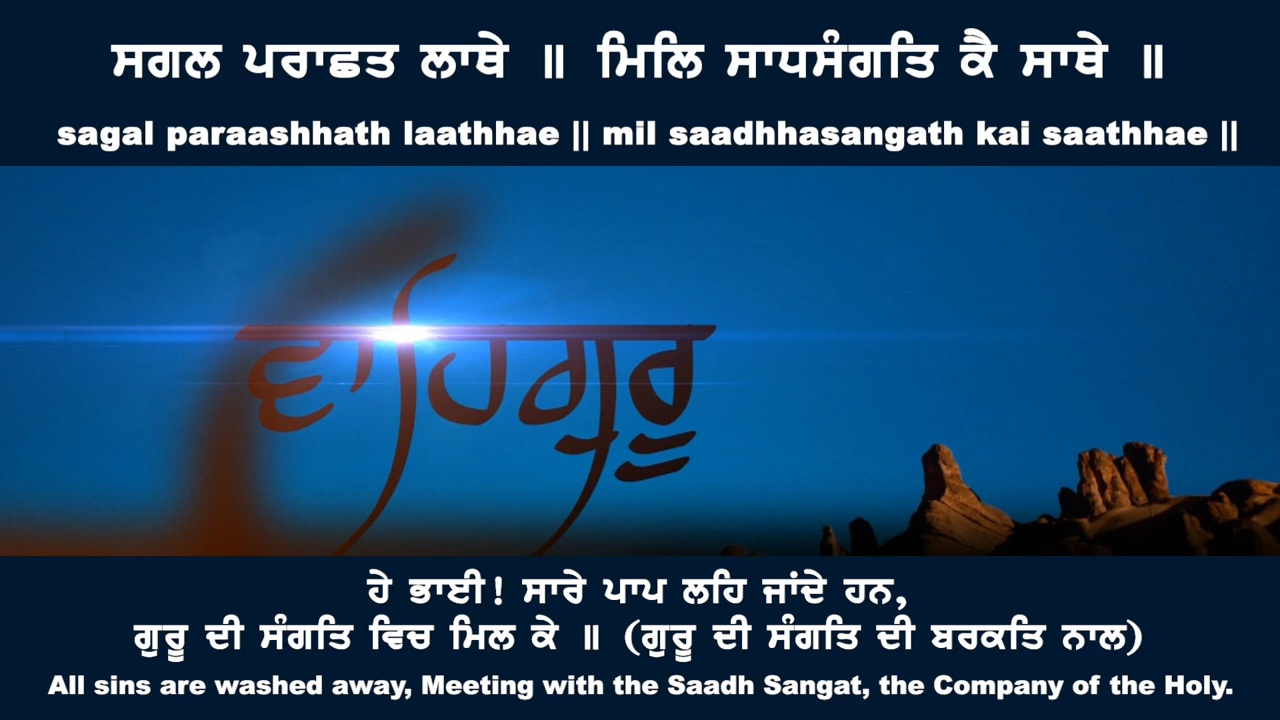 ਸਗਲ ਪਰਾਛਤ ਲਾਥੇ ॥ ਮਿਲਿ ਸਾਧਸੰਗਤਿ ਕੈ ਸਾਥੇ ॥
sagal paraashhath laathhae || mil saadhhasangath kai saathhae ||
ਵਾਹਿਗੁਰੂ
ਹੇ ਭਾਈ! ਸਾਰੇ ਪਾਪ ਲਹਿ ਜਾਂਦੇ ਹਨ,
ਗੁਰੂ ਦੀ ਸੰਗਤਿ ਵਿਚ ਮਿਲ ਕੇ ॥ (ਗੁਰੂ ਦੀ ਸੰਗਤਿ ਦੀ ਬਰਕਤਿ ਨਾਲ)
All sins are washed away, Meeting with the Saadh Sangat, the Company of the Holy.